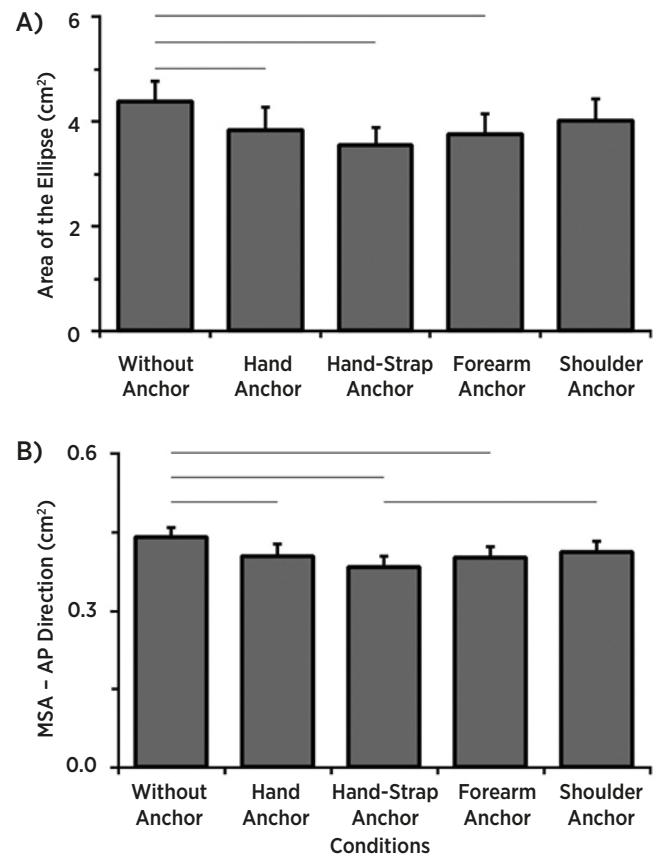 A)
Area of the Ellipse (cm²)
6
4
2
0
Without Anchor
Hand Anchor
Hand-Strap Anchor
Forearm Anchor
Shoulder Anchor
B)
MSA – AP Direction (cm²)
0.6
0.3
0.0
Without Anchor
Hand Anchor
Hand-Strap Anchor
Forearm Anchor
Shoulder Anchor
Conditions